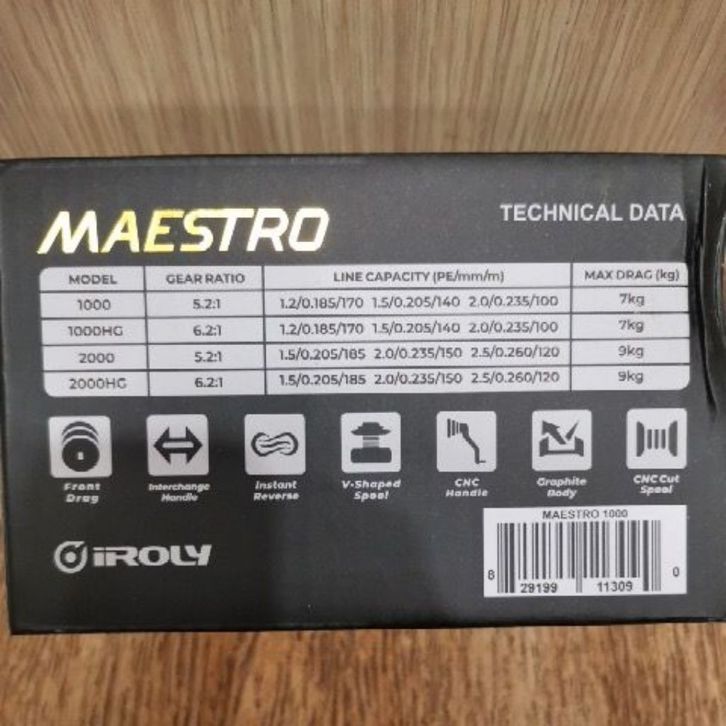 MAESTRO
TECHNICAL DATA
MODEL GEAR RATIO LINE CAPACITY (PE/mm/m) MAX DRAG (kg)
1000 5.2:1 1.2/0.185/170 1.5/0.205/140 2.0/0.235/100 7kg
1000HG 6.2:1 1.2/0.185/170 1.5/0.205/140 2.0/0.235/100 7kg
2000 5.2:1 1.5/0.205/185 2.0/0.235/150 2.5/0.260/120 9kg
2000HG 6.2:1 1.5/0.205/185 2.0/0.235/150 2.5/0.260/120 9kg
Front Drag
Interchange Handle
Instant Reverse
V-Shaped Spool
CNC Handle
Graphite Body
CNC Cut Spool
iROLY
MAESTRO 1000
8 29199 11309 0